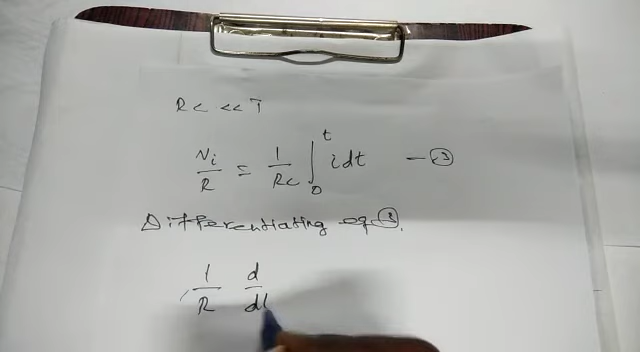 RC << T
Vi/R = 1/RC ∫₀ᵗ i dt — ③
Differentiating eq ③.
1/R d/dt